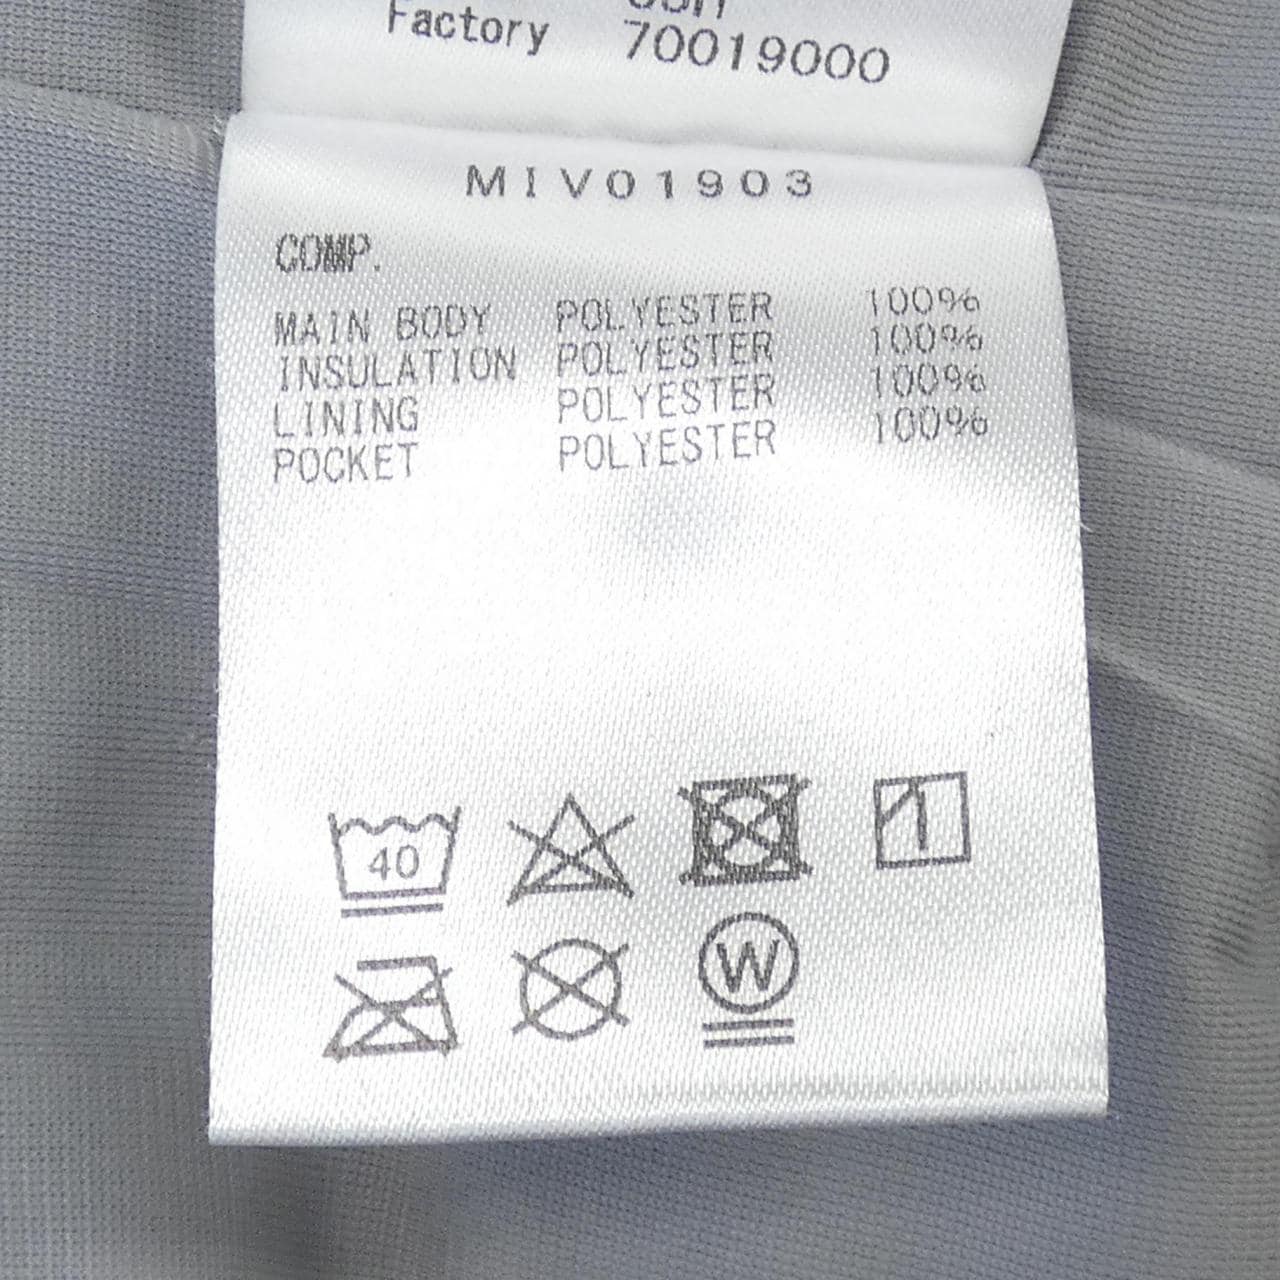 Factory 70019000
MIV01903
COMP.
MAIN BODY POLYESTER 100%
INSULATION POLYESTER 100%
LINING POLYESTER 100%
POCKET POLYESTER 100%
40
W